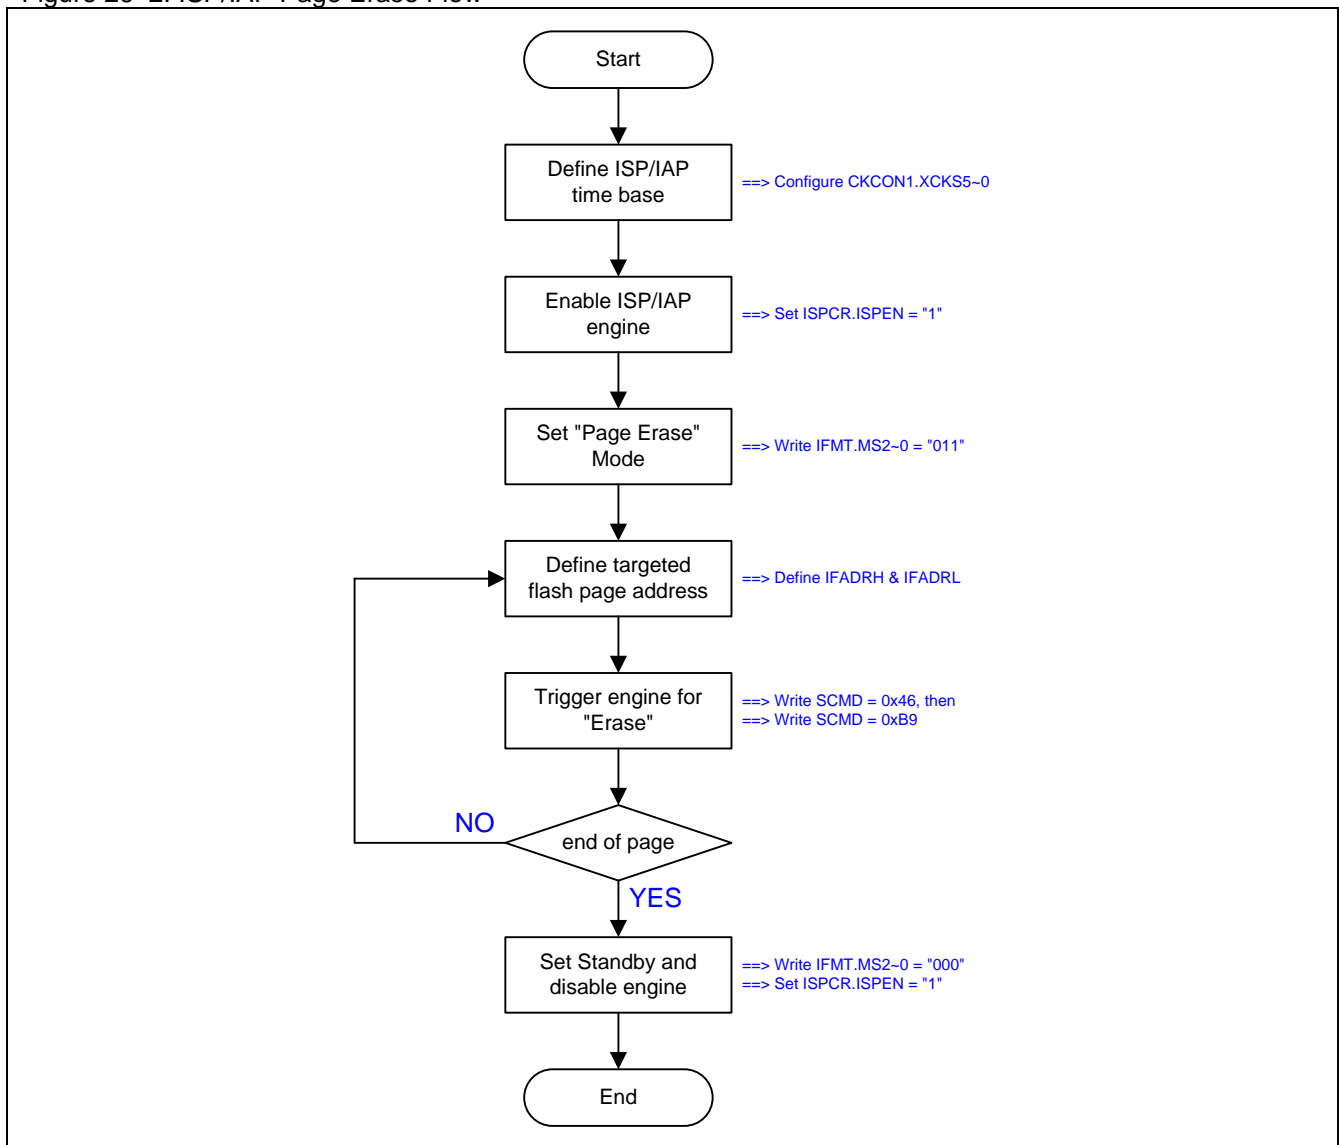 Start
Define ISP/IAP
time base
==> Configure CKCON1.XCKS5~0
Enable ISP/IAP
engine
==> Set ISPCR.ISPEN = "1"
Set "Page Erase"
Mode
==> Write IFMT.MS2~0 = "011"
Define targeted
flash page address
==> Define IFADRH & IFADRL
Trigger engine for
"Erase"
==> Write SCMD = 0x46, then
==> Write SCMD = 0xB9
NO
end of page
YES
Set Standby and
disable engine
==> Write IFMT.MS2~0 = "000"
==> Set ISPCR.ISPEN = "1"
End